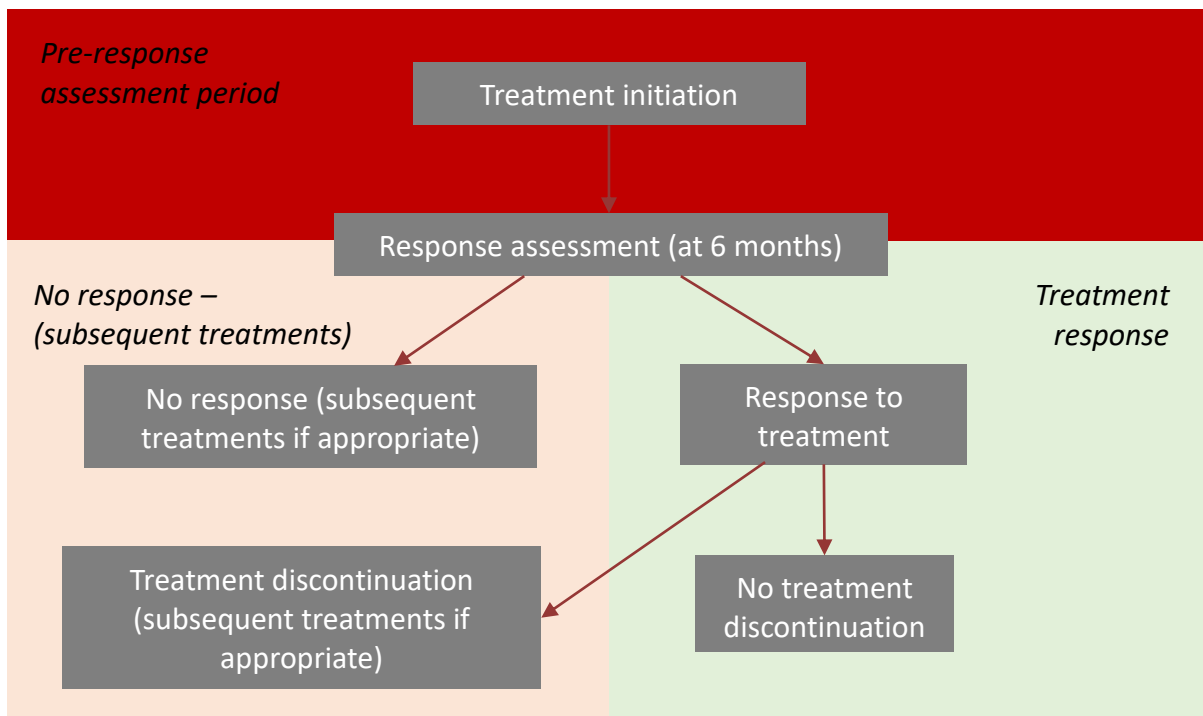 Pre-response
assessment period
Treatment initiation
Response assessment (at 6 months)
No response –
(subsequent treatments)
Treatment
response
No response (subsequent
treatments if appropriate)
Response to
treatment
Treatment discontinuation
(subsequent treatments if
appropriate)
No treatment
discontinuation